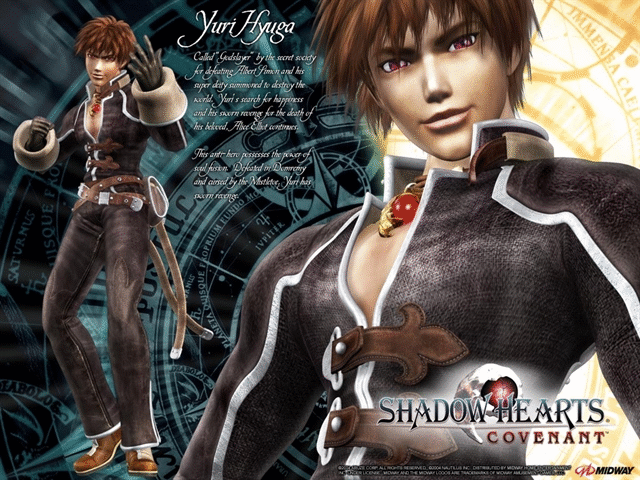 Yuri Hyuga
Called "Godslayer" by the secret society
for defeating Albert Simon and his
super deity summoned to destroy the
world, Yuri's search for happiness
and his sworn revenge for the death of
his beloved, Alice Elliot continues.
This anti-hero possesses the power of
soul fusion. Defeated in Domremy
and cursed by the Mistletoe, Yuri has
sworn revenge.
SATURNUS
IMMENSA CAL
SHADOW HEARTS
COVENANT
MIDWAY